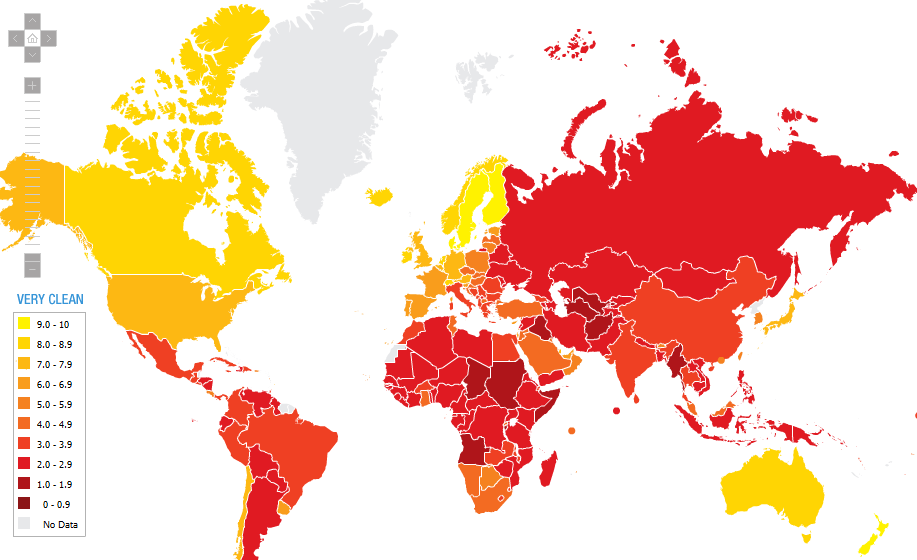 VERY CLEAN
9.0 - 10
8.0 - 8.9
7.0 - 7.9
6.0 - 6.9
5.0 - 5.9
4.0 - 4.9
3.0 - 3.9
2.0 - 2.9
1.0 - 1.9
0 - 0.9
No Data